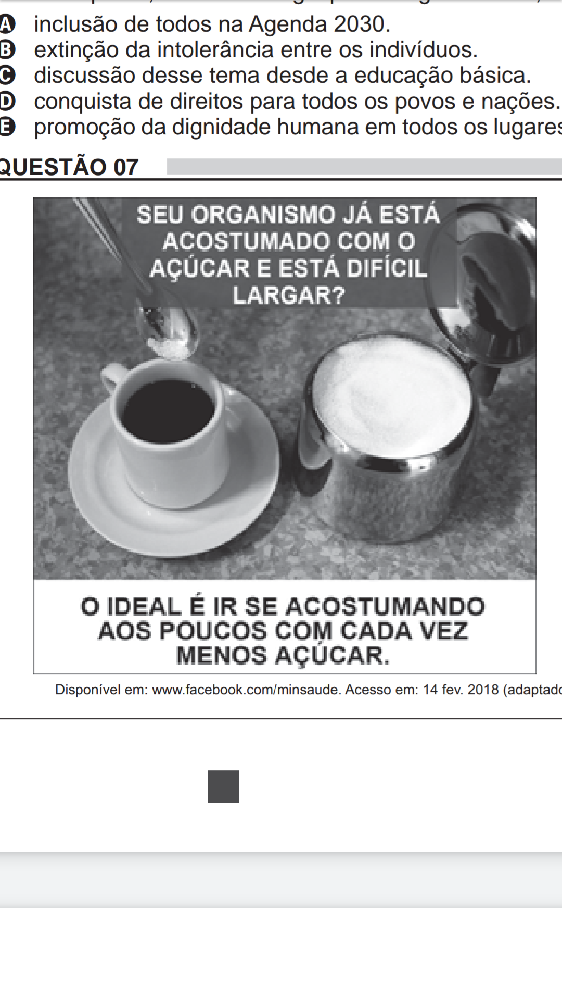 A inclusão de todos na Agenda 2030.
B extinção da intolerância entre os indivíduos.
C discussão desse tema desde a educação básica.
D conquista de direitos para todos os povos e nações.
E promoção da dignidade humana em todos os lugares
QUESTÃO 07
SEU ORGANISMO JÁ ESTÁ
ACOSTUMADO COM O
AÇÚCAR E ESTÁ DIFÍCIL
LARGAR?
O IDEAL É IR SE ACOSTUMANDO
AOS POUCOS COM CADA VEZ
MENOS AÇÚCAR.
Disponível em: www.facebook.com/minsaude. Acesso em: 14 fev. 2018 (adaptado